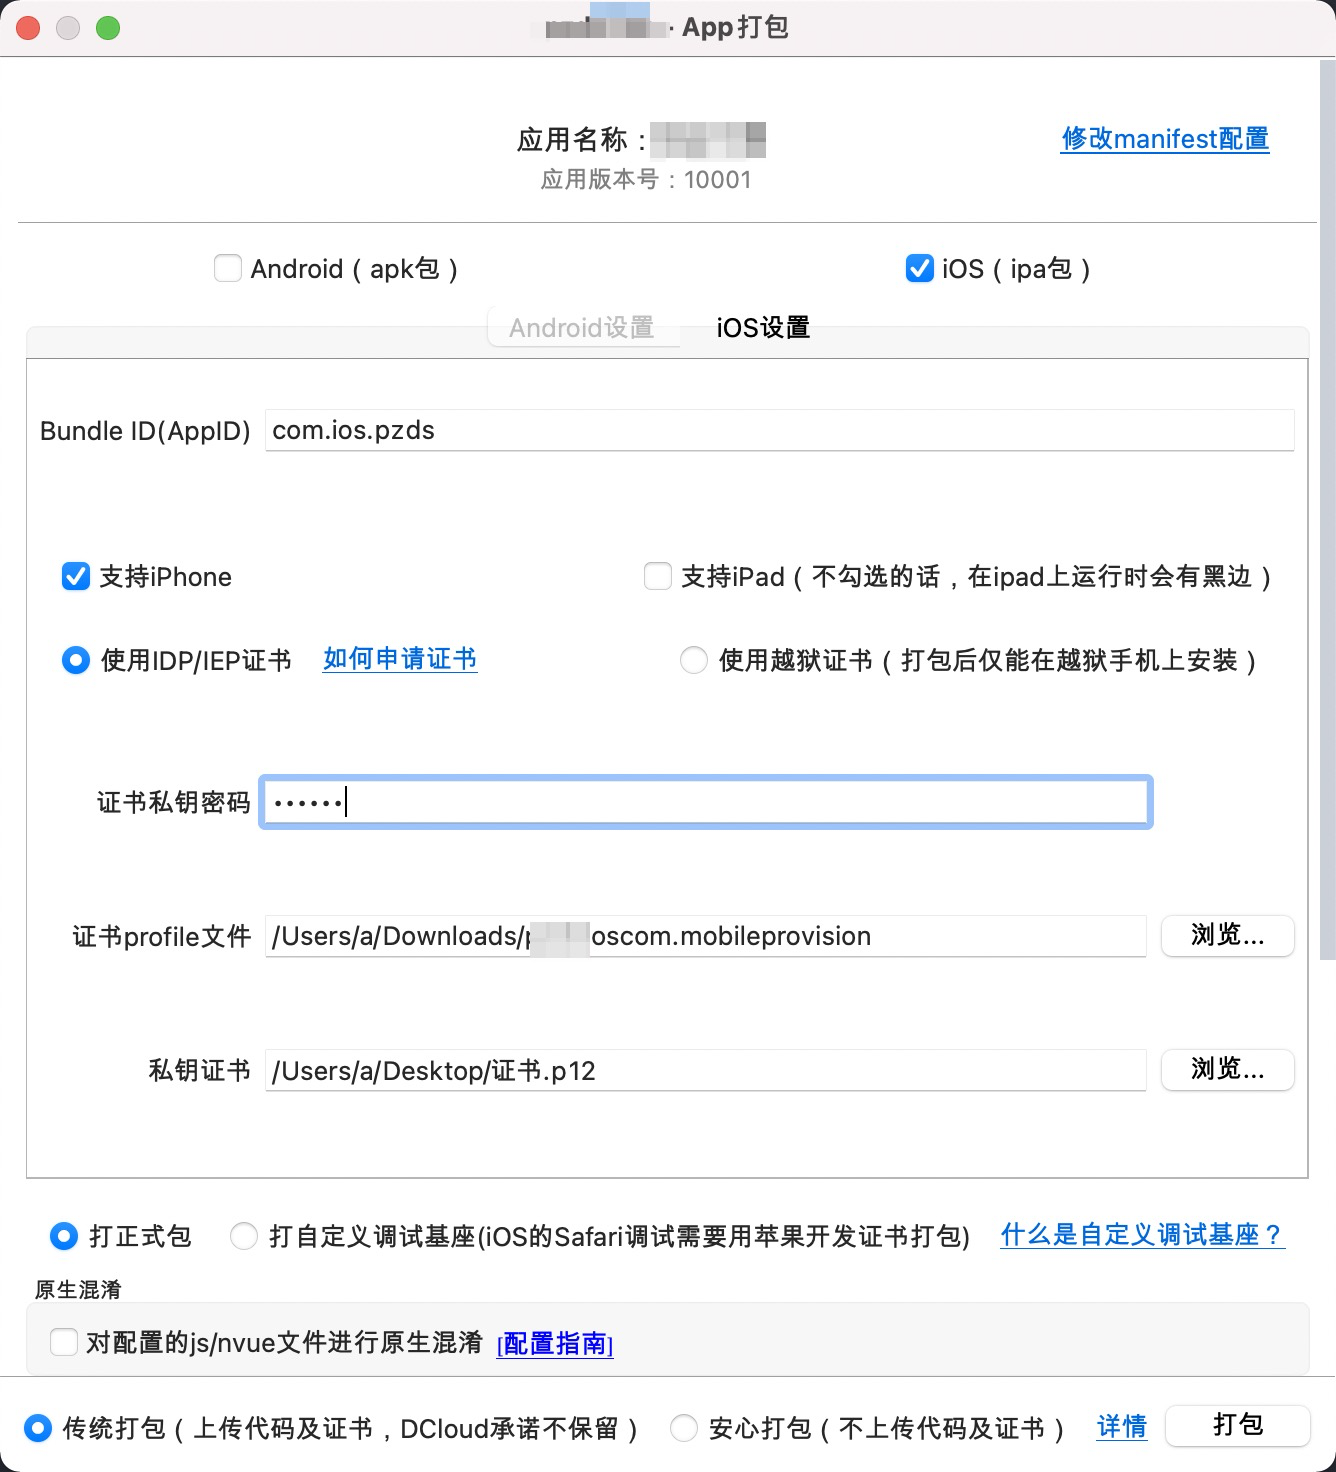 · App打包
应用名称：
修改manifest配置
应用版本号：10001
Android（apk包）
iOS（ipa包）
Android设置
iOS设置
Bundle ID(AppID)
com.ios.pzds
支持iPhone
支持iPad（不勾选的话，在ipad上运行时会有黑边）
使用IDP/IEP证书
如何申请证书
使用越狱证书（打包后仅能在越狱手机上安装）
证书私钥密码
••••••
证书profile文件
/Users/a/Downloads/p oscom.mobileprovision
浏览...
私钥证书
/Users/a/Desktop/证书.p12
浏览...
打正式包
打自定义调试基座(iOS的Safari调试需要用苹果开发证书打包)
什么是自定义调试基座？
原生混淆
对配置的js/nvue文件进行原生混淆
[配置指南]
传统打包（上传代码及证书，DCloud承诺不保留）
安心打包（不上传代码及证书）
详情
打包